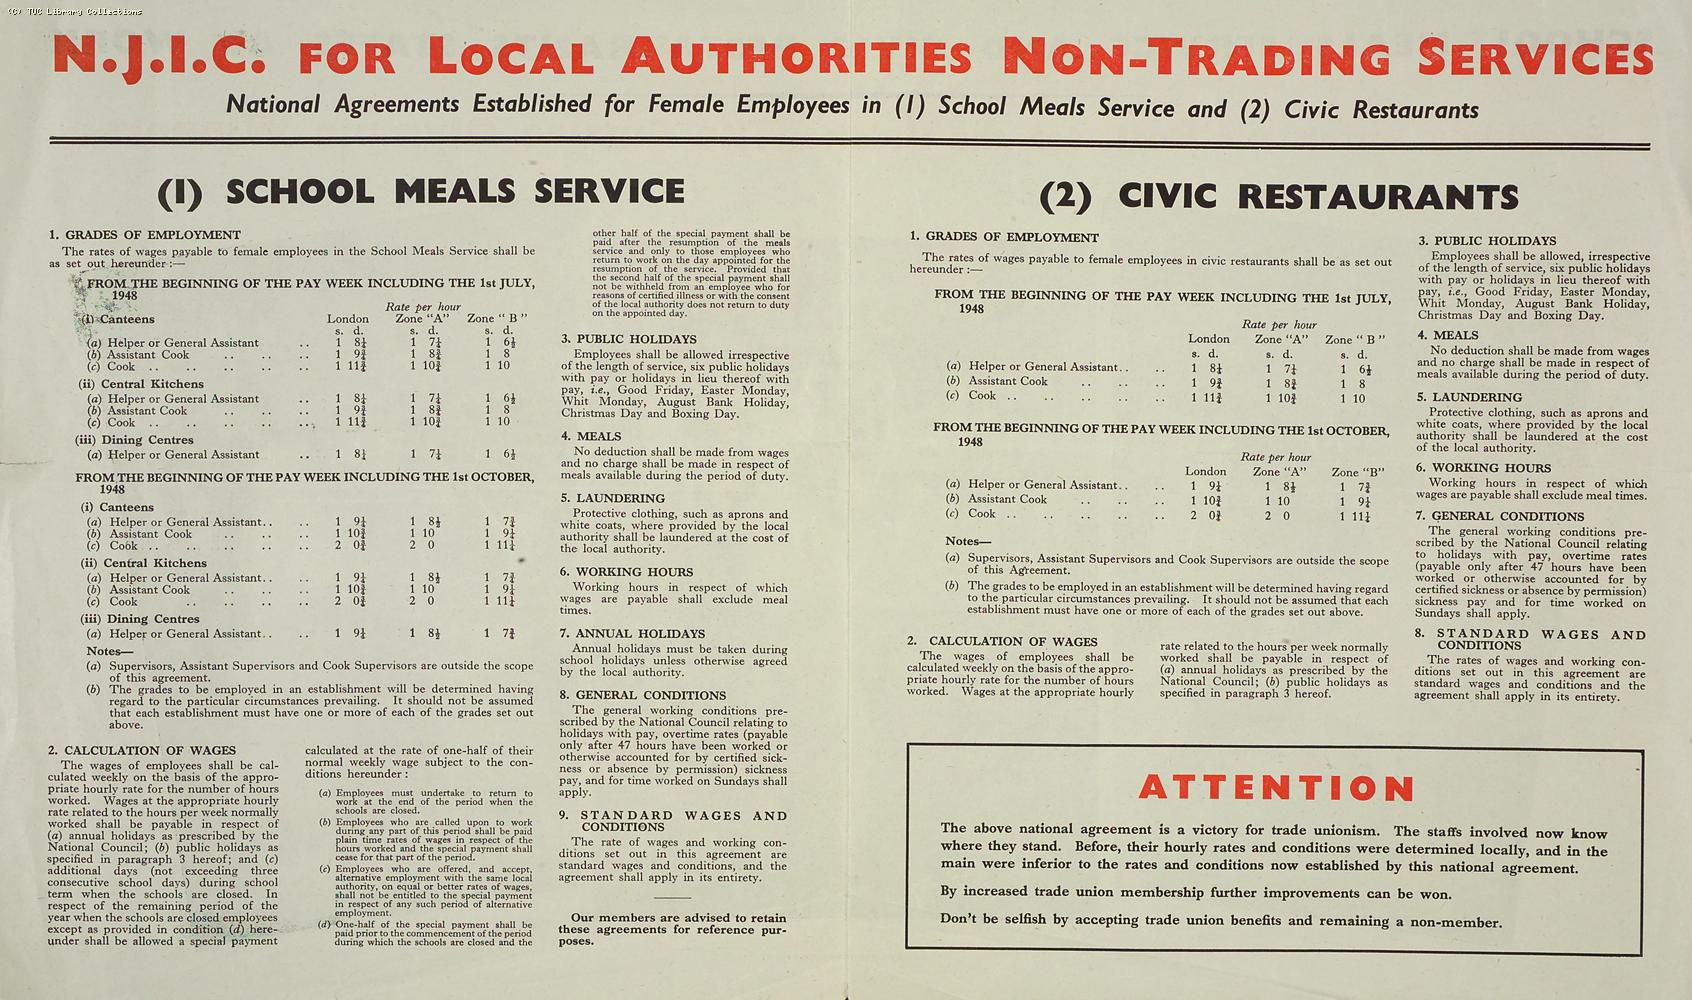 (C) TUC Library Collections
N.J.I.C. FOR LOCAL AUTHORITIES NON-TRADING SERVICES
National Agreements Established for Female Employees in (1) School Meals Service and (2) Civic Restaurants
(1) SCHOOL MEALS SERVICE
1. GRADES OF EMPLOYMENT
The rates of wages payable to female employees in the School Meals Service shall be
as set out hereunder :—
FROM THE BEGINNING OF THE PAY WEEK INCLUDING THE 1st JULY,
1948
Rate per hour
(i) Canteens London Zone "A" Zone " B "
s. d. s. d. s. d.
(a) Helper or General Assistant .. 1 8¼ 1 7¼ 1 6½
(b) Assistant Cook .. .. .. 1 9¾ 1 8¾ 1 8
(c) Cook .. .. .. .. .. 1 11¾ 1 10¾ 1 10
(ii) Central Kitchens
(a) Helper or General Assistant .. 1 8¼ 1 7¼ 1 6½
(b) Assistant Cook .. .. .. 1 9¾ 1 8¾ 1 8
(c) Cook .. .. .. .. .. 1 11¾ 1 10¾ 1 10
(iii) Dining Centres
(a) Helper or General Assistant .. 1 8¼ 1 7¼ 1 6½
FROM THE BEGINNING OF THE PAY WEEK INCLUDING THE 1st OCTOBER,
1948
(i) Canteens
(a) Helper or General Assistant.. .. 1 9¼ 1 8½ 1 7¾
(b) Assistant Cook .. .. .. 1 10¾ 1 10 1 9¼
(c) Cook .. .. .. .. .. 2 0¾ 2 0 1 11¼
(ii) Central Kitchens
(a) Helper or General Assistant.. .. 1 9¼ 1 8½ 1 7¾
(b) Assistant Cook .. .. .. 1 10¾ 1 10 1 9¼
(c) Cook .. .. .. .. 2 0¾ 2 0 1 11¼
(iii) Dining Centres
(a) Helper or General Assistant.. .. 1 9¼ 1 8½ 1 7¾
Notes—
(a) Supervisors, Assistant Supervisors and Cook Supervisors are outside the scope
of this agreement.
(b) The grades to be employed in an establishment will be determined having
regard to the particular circumstances prevailing. It should not be assumed
that each establishment must have one or more of each of the grades set out
above.
2. CALCULATION OF WAGES
The wages of employees shall be cal-
culated weekly on the basis of the appro-
priate hourly rate for the number of hours
worked. Wages at the appropriate hourly
rate related to the hours per week normally
worked shall be payable in respect of
(a) annual holidays as prescribed by the
National Council; (b) public holidays as
specified in paragraph 3 hereof; and (c)
additional days (not exceeding three
consecutive school days) during school
term when the schools are closed. In
respect of the remaining period of the
year when the schools are closed employees
except as provided in condition (d) here-
under shall be allowed a special payment
calculated at the rate of one-half of their
normal weekly wage subject to the con-
ditions hereunder :
(a) Employees must undertake to return to
work at the end of the period when the
schools are closed.
(b) Employees who are called upon to work
during any part of this period shall be paid
plain time rates of wages in respect of the
hours worked and the special payment shall
cease for that part of the period.
(c) Employees who are offered, and accept,
alternative employment with the same local
authority, on equal or better rates of wages,
shall not be entitled to the special payment
in respect of any such period of alternative
employment.
(d) One-half of the special payment shall be
paid prior to the commencement of the period
during which the schools are closed and the
other half of the special payment shall be
paid after the resumption of the meals
service and only to those employees who
return to work on the day appointed for the
resumption of the service. Provided that
the second half of the special payment shall
not be withheld from an employee who for
reasons of certified illness or with the consent
of the local authority does not return to duty
on the appointed day.
3. PUBLIC HOLIDAYS
Employees shall be allowed irrespective
of the length of service, six public holidays
with pay or holidays in lieu thereof with
pay, i.e., Good Friday, Easter Monday,
Whit Monday, August Bank Holiday,
Christmas Day and Boxing Day.
4. MEALS
No deduction shall be made from wages
and no charge shall be made in respect of
meals available during the period of duty.
5. LAUNDERING
Protective clothing, such as aprons and
white coats, where provided by the local
authority shall be laundered at the cost of
the local authority.
6. WORKING HOURS
Working hours in respect of which
wages are payable shall exclude meal
times.
7. ANNUAL HOLIDAYS
Annual holidays must be taken during
school holidays unless otherwise agreed
by the local authority.
8. GENERAL CONDITIONS
The general working conditions pre-
scribed by the National Council relating to
holidays with pay, overtime rates (payable
only after 47 hours have been worked or
otherwise accounted for by certified sick-
ness or absence by permission) sickness
pay, and for time worked on Sundays shall
apply.
9. STANDARD WAGES AND
CONDITIONS
The rate of wages and working con-
ditions set out in this agreement are
standard wages and conditions, and the
agreement shall apply in its entirety.
Our members are advised to retain
these agreements for reference pur-
poses.
(2) CIVIC RESTAURANTS
1. GRADES OF EMPLOYMENT
The rates of wages payable to female employees in civic restaurants shall be as set out
hereunder :—
FROM THE BEGINNING OF THE PAY WEEK INCLUDING THE 1st JULY,
1948
Rate per hour
London Zone "A" Zone " B "
s. d. s. d. s. d.
(a) Helper or General Assistant.. .. 1 8¼ 1 7¼ 1 6½
(b) Assistant Cook .. .. .. 1 9¾ 1 8¾ 1 8
(c) Cook .. .. .. .. .. 1 11¾ 1 10¾ 1 10
FROM THE BEGINNING OF THE PAY WEEK INCLUDING THE 1st OCTOBER,
1948
Rate per hour
London Zone "A" Zone "B"
(a) Helper or General Assistant.. .. 1 9¼ 1 8½ 1 7¾
(b) Assistant Cook .. .. .. 1 10¾ 1 10 1 9¼
(c) Cook .. .. .. .. .. 2 0¾ 2 0 1 11¼
Notes—
(a) Supervisors, Assistant Supervisors and Cook Supervisors are outside the scope
of this Agreement.
(b) The grades to be employed in an establishment will be determined having regard
to the particular circumstances prevailing. It should not be assumed that each
establishment must have one or more of each of the grades set out above.
2. CALCULATION OF WAGES
The wages of employees shall be
calculated weekly on the basis of the appro-
priate hourly rate for the number of hours
worked. Wages at the appropriate hourly
rate related to the hours per week normally
worked shall be payable in respect of
(a) annual holidays as prescribed by the
National Council; (b) public holidays as
specified in paragraph 3 hereof.
3. PUBLIC HOLIDAYS
Employees shall be allowed, irrespective
of the length of service, six public holidays
with pay or holidays in lieu thereof with
pay, i.e., Good Friday, Easter Monday,
Whit Monday, August Bank Holiday,
Christmas Day and Boxing Day.
4. MEALS
No deduction shall be made from wages
and no charge shall be made in respect of
meals available during the period of duty.
5. LAUNDERING
Protective clothing, such as aprons and
white coats, where provided by the local
authority shall be laundered at the cost
of the local authority.
6. WORKING HOURS
Working hours in respect of which
wages are payable shall exclude meal times.
7. GENERAL CONDITIONS
The general working conditions pre-
scribed by the National Council relating
to holidays with pay, overtime rates
(payable only after 47 hours have been
worked or otherwise accounted for by
certified sickness or absence by permission)
sickness pay and for time worked on
Sundays shall apply.
8. STANDARD WAGES AND
CONDITIONS
The rates of wages and working con-
ditions set out in this agreement are
standard wages and conditions and the
agreement shall apply in its entirety.
ATTENTION
The above national agreement is a victory for trade unionism. The staffs involved now know
where they stand. Before, their hourly rates and conditions were determined locally, and in the
main were inferior to the rates and conditions now established by this national agreement.
By increased trade union membership further improvements can be won.
Don't be selfish by accepting trade union benefits and remaining a non-member.